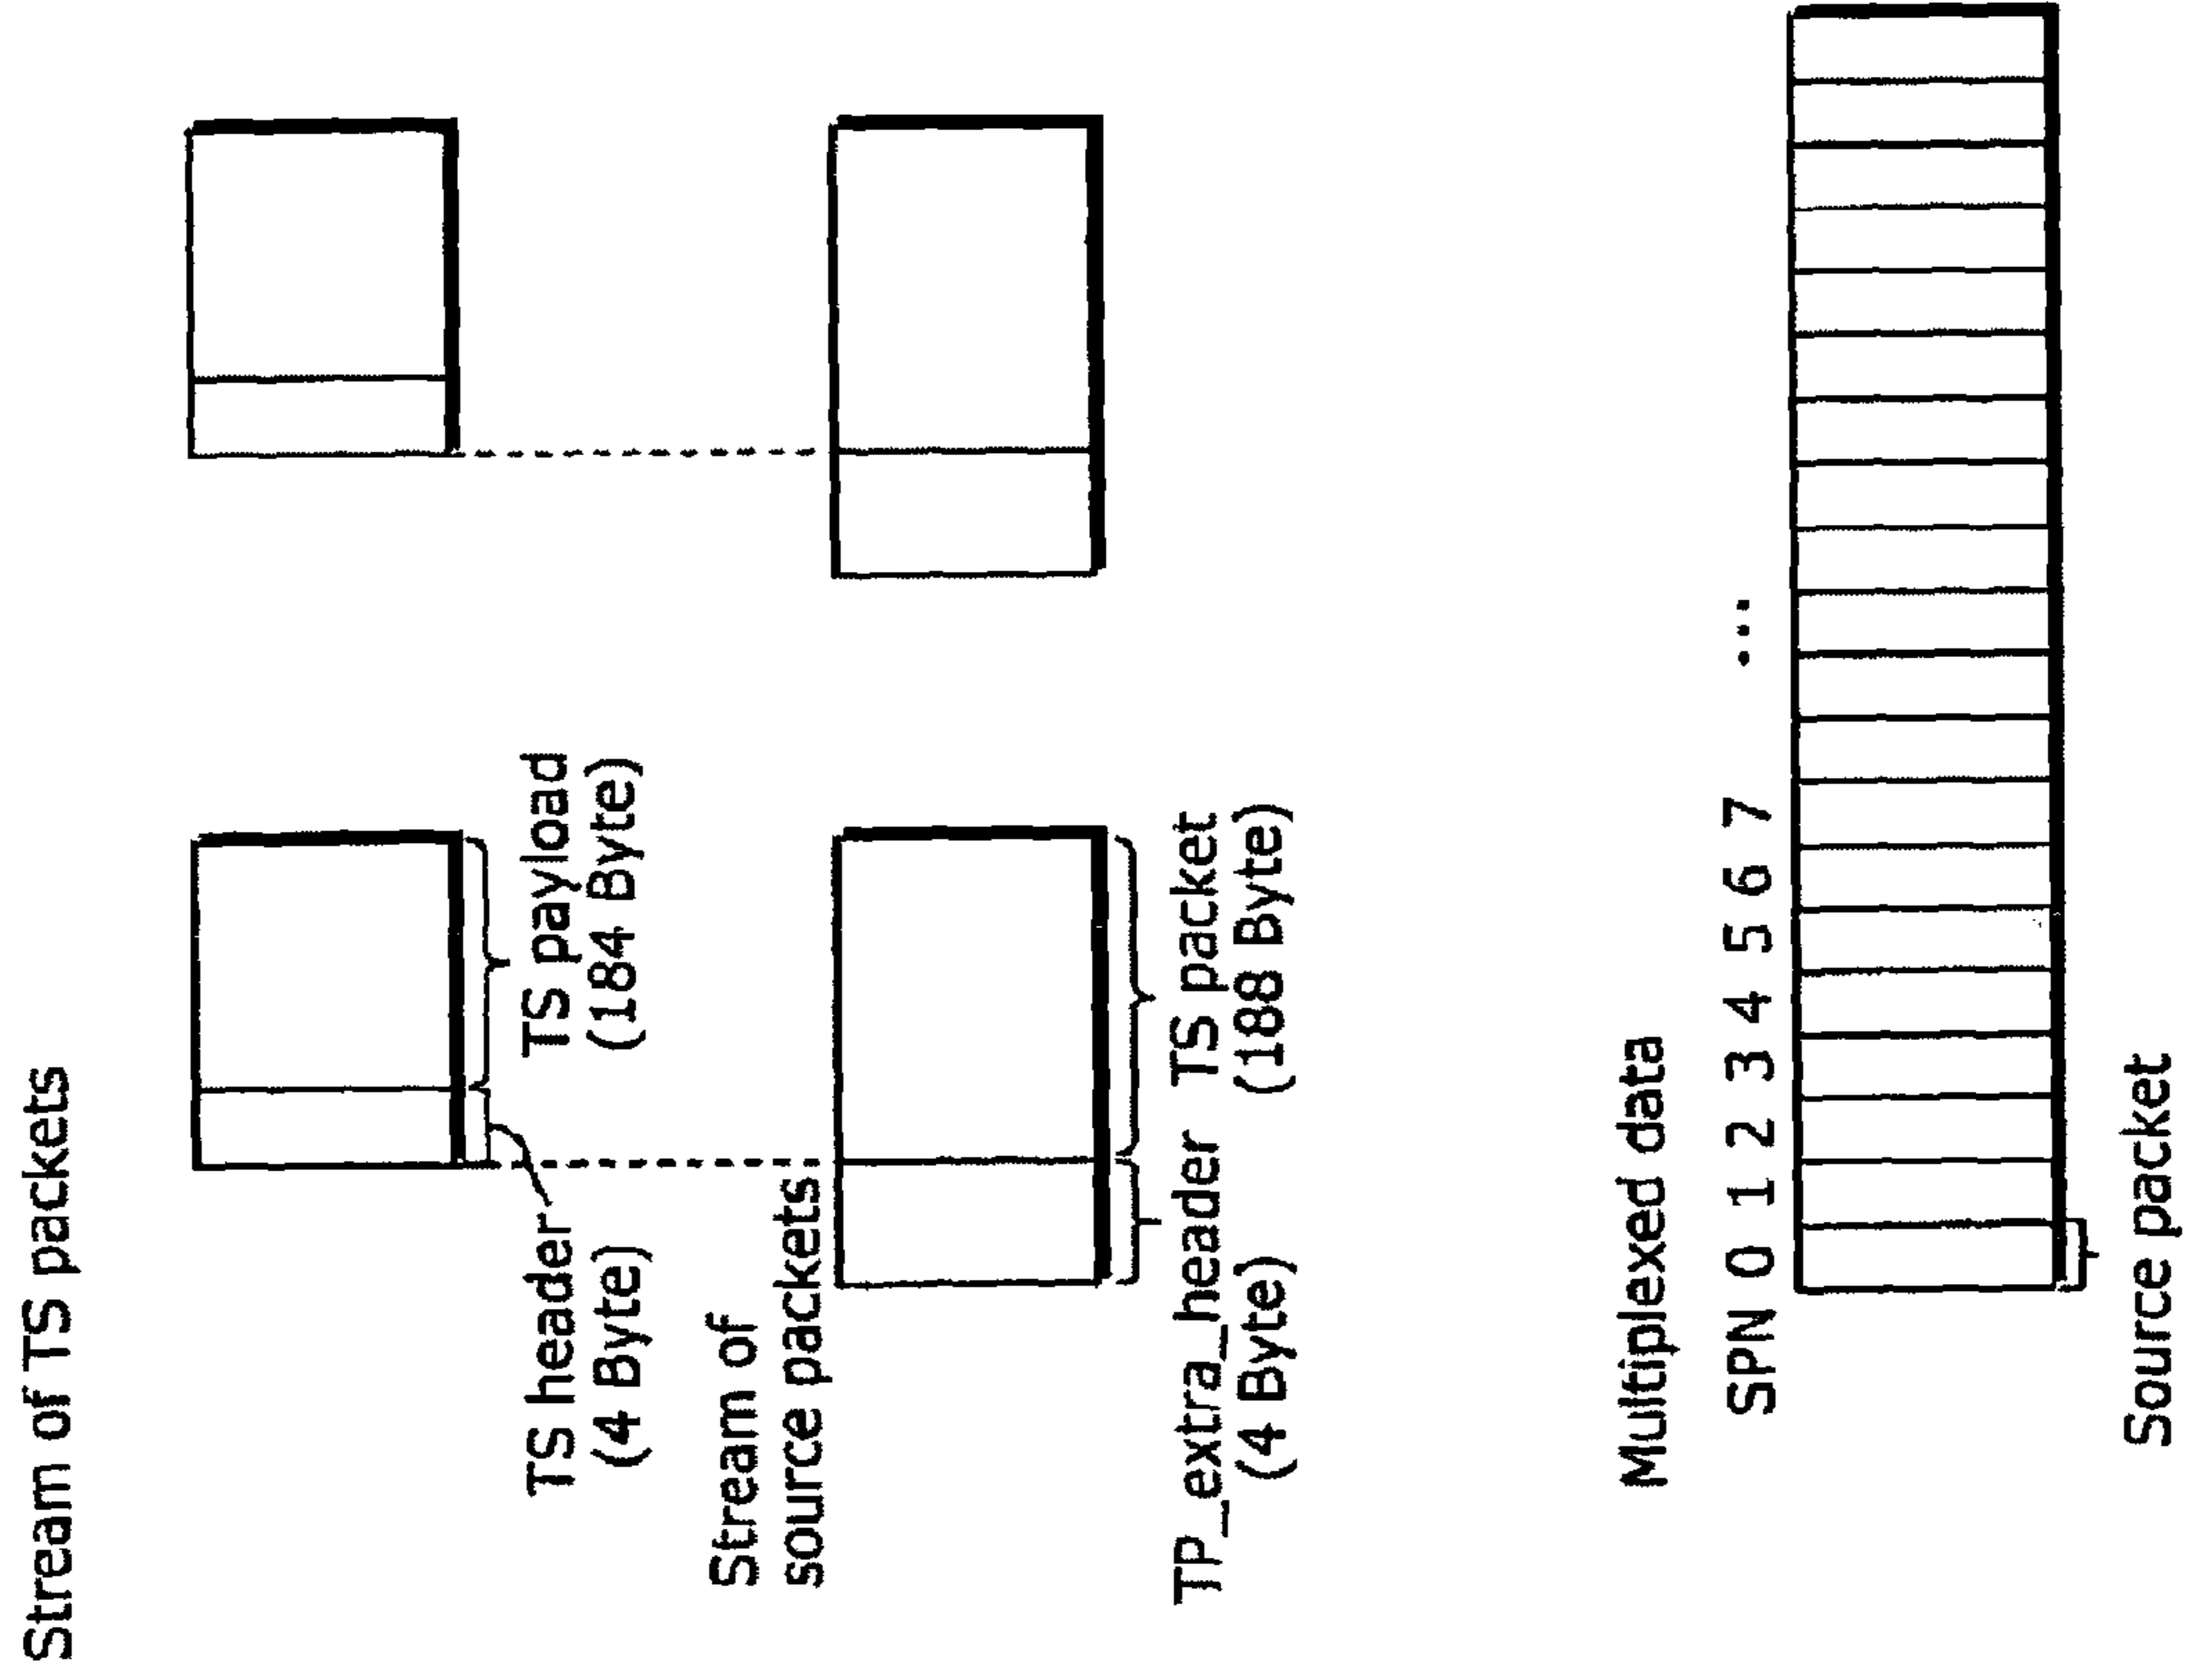 Stream of TS packets
TS header
(4 Byte)
TS payload
(184 Byte)
Stream of
source packets
TP_extra_header
(4 Byte)
TS packet
(188 Byte)
Multiplexed data
SPN 0 1 2 3 4 5 6 7 ...
Source packet